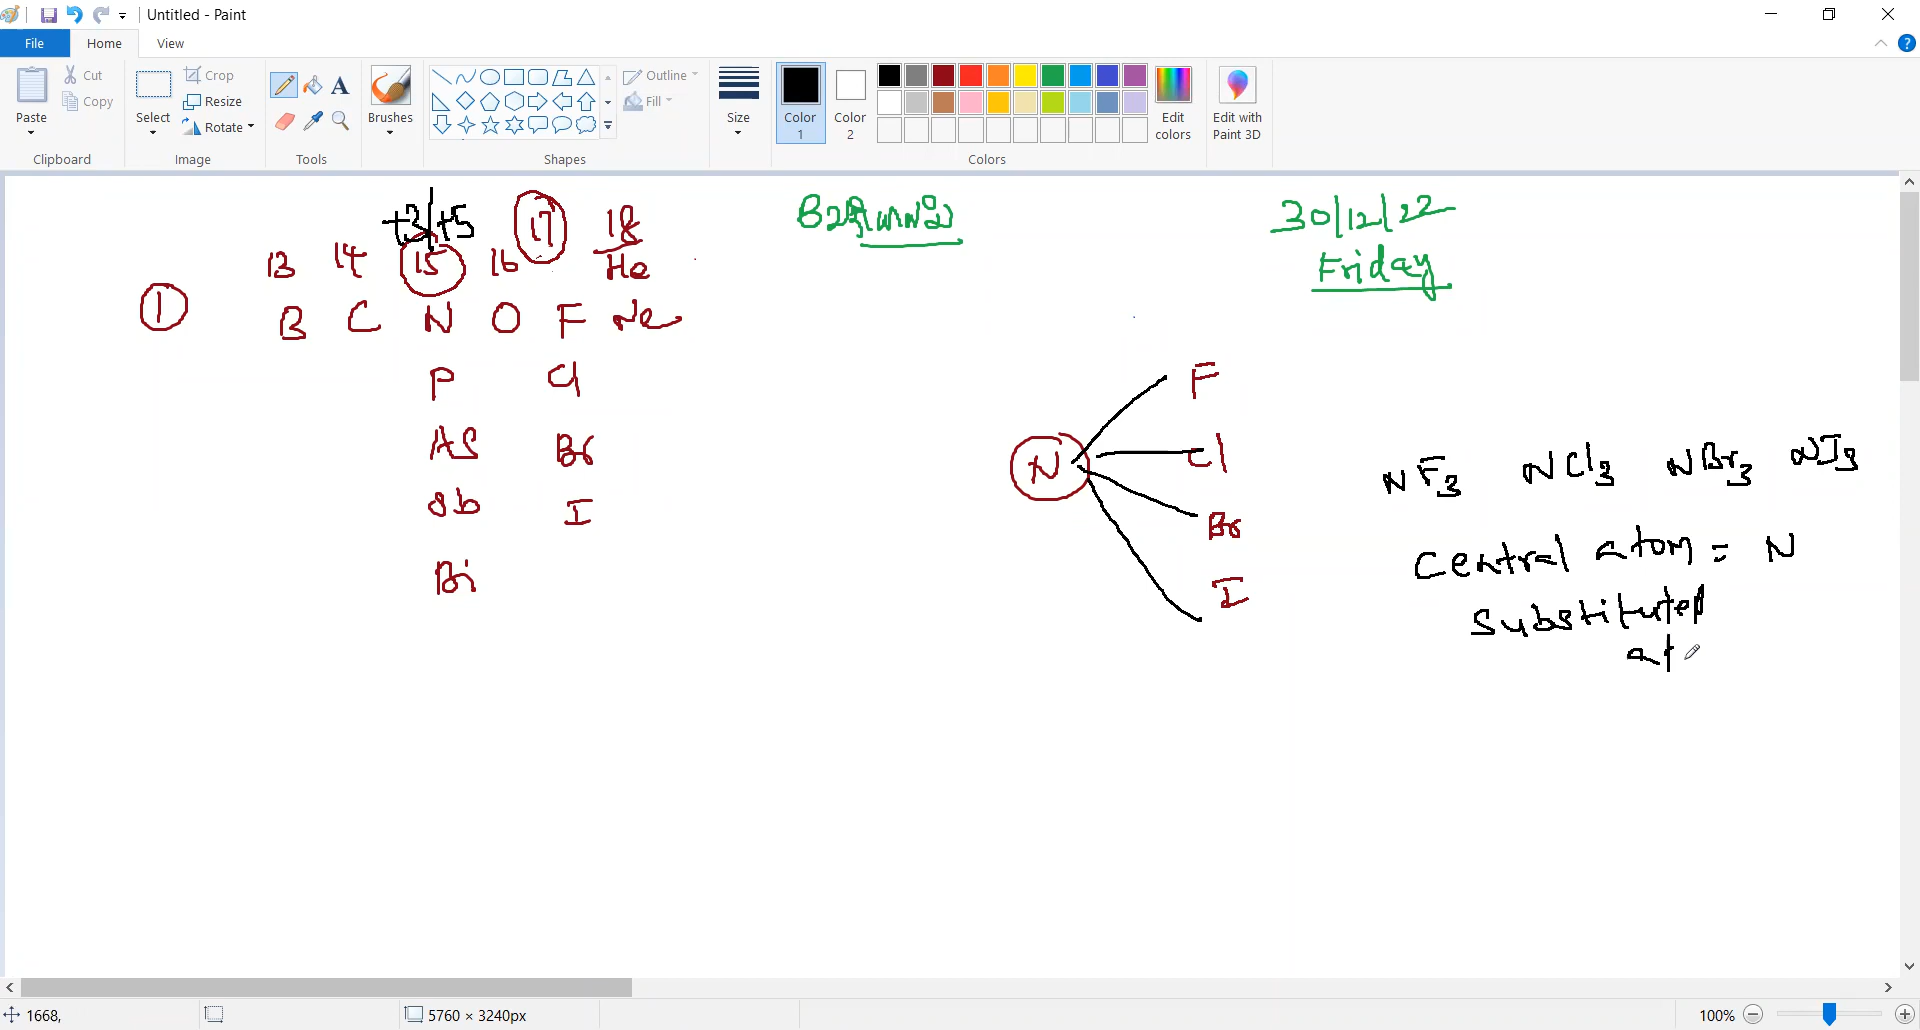 Untitled - Paint
File Home View
Paste
Cut
Copy
Clipboard
Select
Crop
Resize
Rotate
Image
Tools
Brushes
Shapes
Outline
Fill
Size
Color 1
Color 2
Colors
Edit colors
Edit with Paint 3D
+3 +5
13 14 15 16 17 18
He
1
B C N O F Ne
P Cl
As Br
Sb I
Bi
30/12/22
Friday
N
F
Cl
Br
I
NF3 NCl3 NBr3 NI3
Central atom = N
Substituted
at
1668,
5760 × 3240px
100%